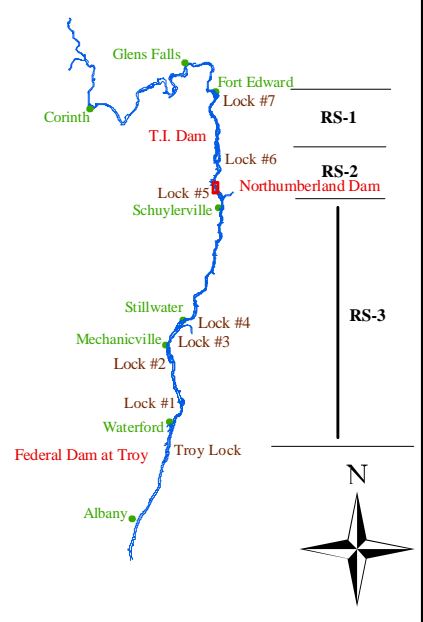 Glens Falls
Fort Edward
Lock #7
Corinth
RS-1
T.I. Dam
Lock #6
RS-2
Lock #5
Northumberland Dam
Schuylerville
Stillwater
RS-3
Lock #4
Mechanicville
Lock #3
Lock #2
Lock #1
Waterford
Federal Dam at Troy
Troy Lock
N
Albany